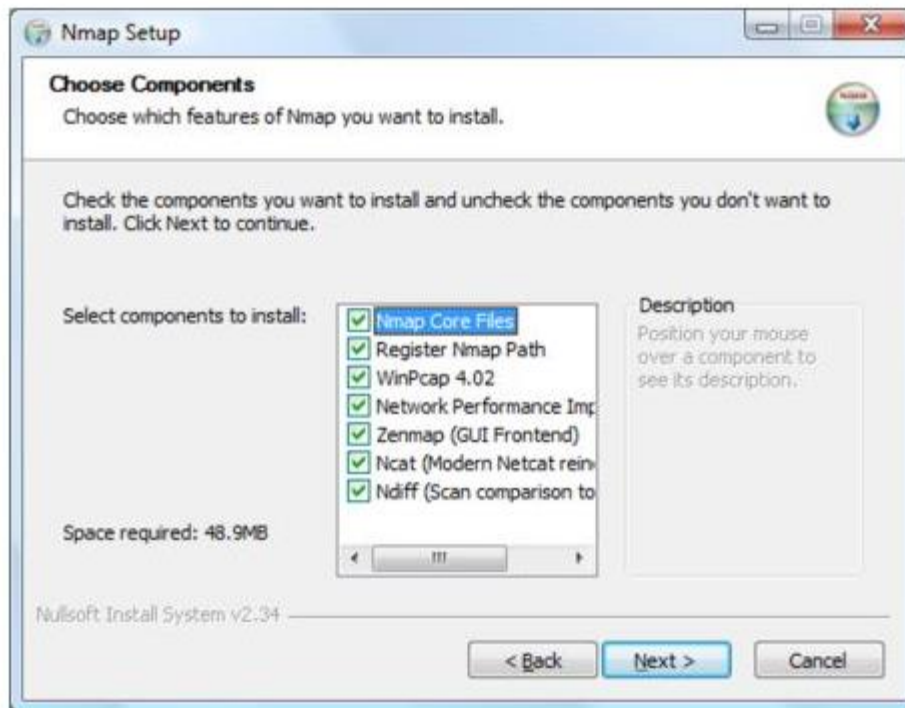 Nmap Setup
Choose Components
Choose which features of Nmap you want to install.
Check the components you want to install and uncheck the components you don't want to
install. Click Next to continue.
Select components to install:
Nmap Core Files
Register Nmap Path
WinPcap 4.02
Network Performance Imp
Zenmap (GUI Frontend)
Ncat (Modern Netcat rein
Ndiff (Scan comparison to
Description
Position your mouse
over a component to
see its description.
Space required: 48.9MB
Nullsoft Install System v2.34
< Back
Next >
Cancel